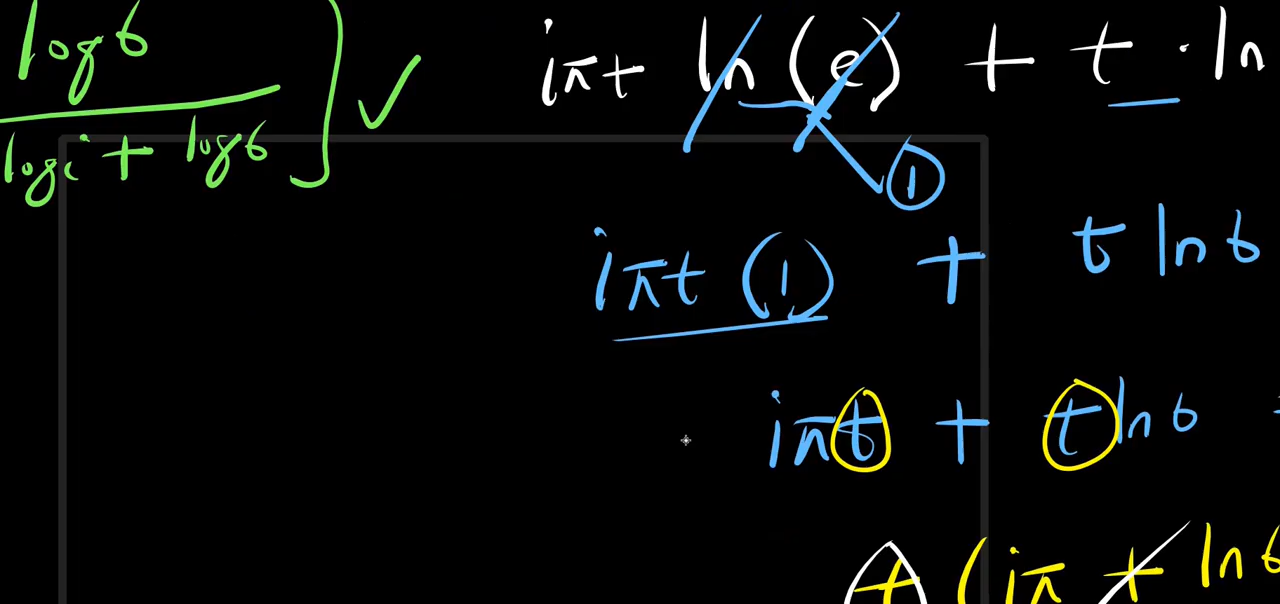 log6
logi + log6
iπt ln(e) + t · ln
1
iπt (1) + t ln6
iπt + t ln6
t (iπ + ln6